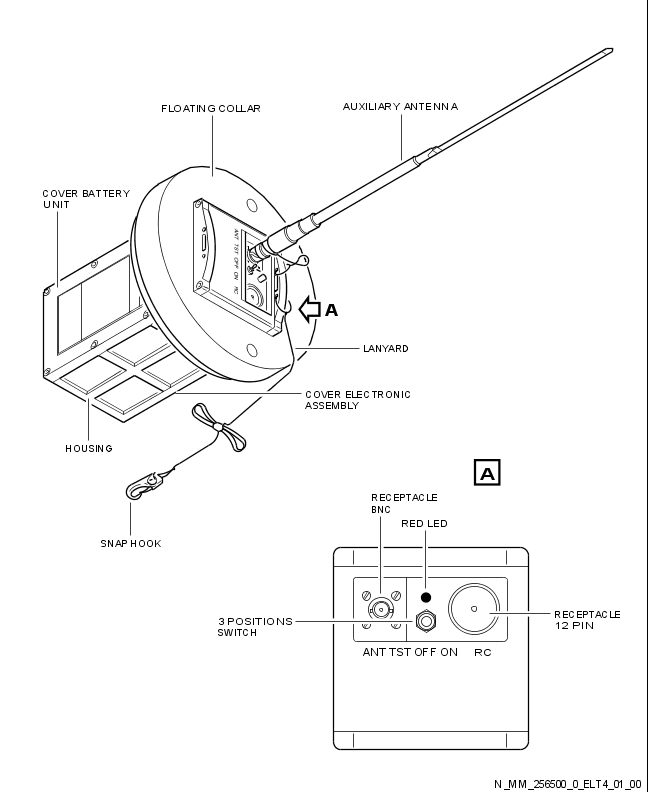 FLOATING COLLAR
AUXILIARY ANTENNA
COVER BATTERY
UNIT
ANT TST OFF ON RC
A
LANYARD
COVER ELECTRONIC
ASSEMBLY
HOUSING
SNAP HOOK
A
RECEPTACLE
BNC
RED LED
3 POSITIONS
SWITCH
RECEPTACLE
12 PIN
ANT TST OFF ON RC
N_MM_256500_0_ELT4_01_00